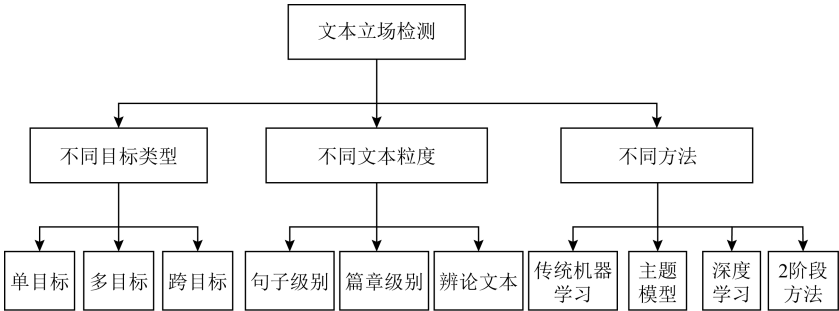 文本立场检测
不同目标类型
不同文本粒度
不同方法
单目标
多目标
跨目标
句子级别
篇章级别
辨论文本
传统机器
学习
主题
模型
深度
学习
2阶段
方法